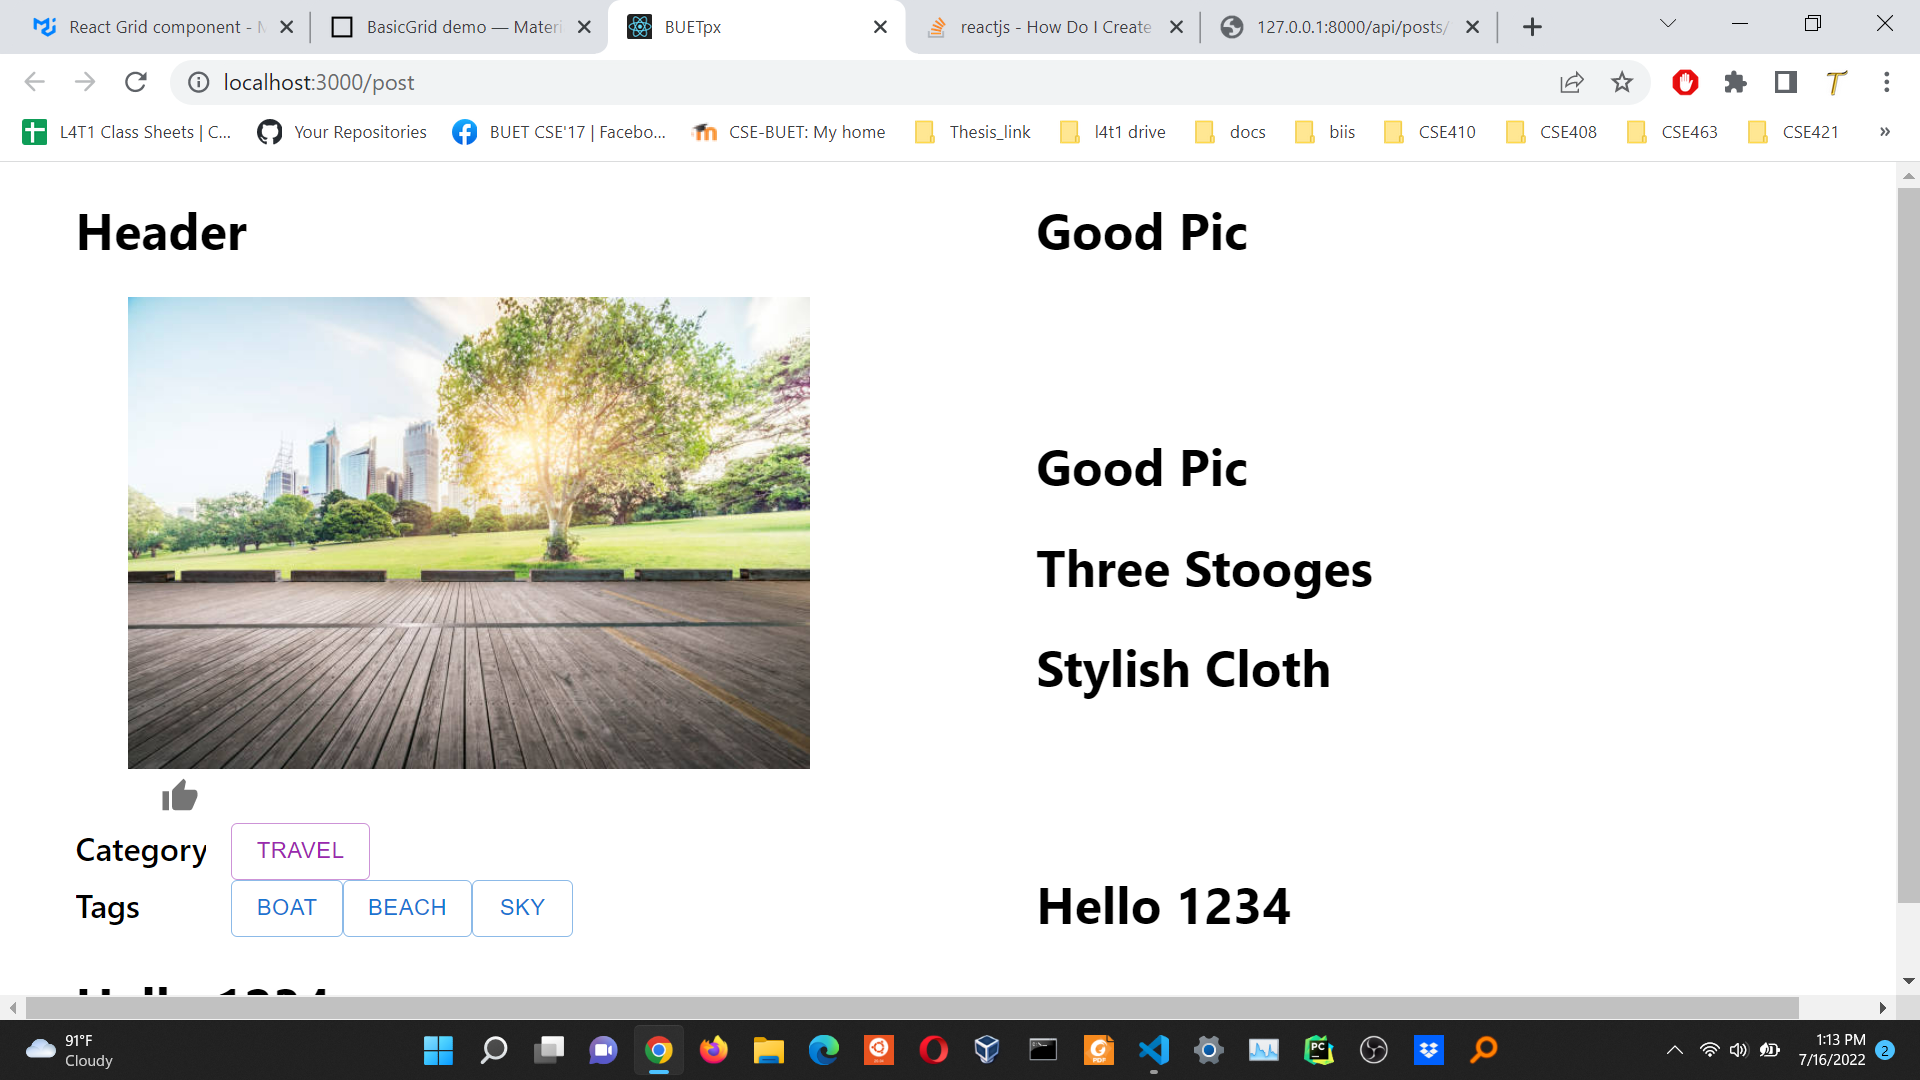 React Grid component - M
BasicGrid demo — Materi
BUETpx
reactjs - How Do I Create
127.0.0.1:8000/api/posts/
localhost:3000/post
L4T1 Class Sheets | C...
Your Repositories
BUET CSE'17 | Facebo...
CSE-BUET: My home
Thesis_link
l4t1 drive
docs
biis
CSE410
CSE408
CSE463
CSE421
»
Header
Good Pic
Good Pic
Three Stooges
Stylish Cloth
Category
TRAVEL
Tags
BOAT
BEACH
SKY
Hello 1234
Hello 1234
91°F
Cloudy
1:13 PM
7/16/2022
2